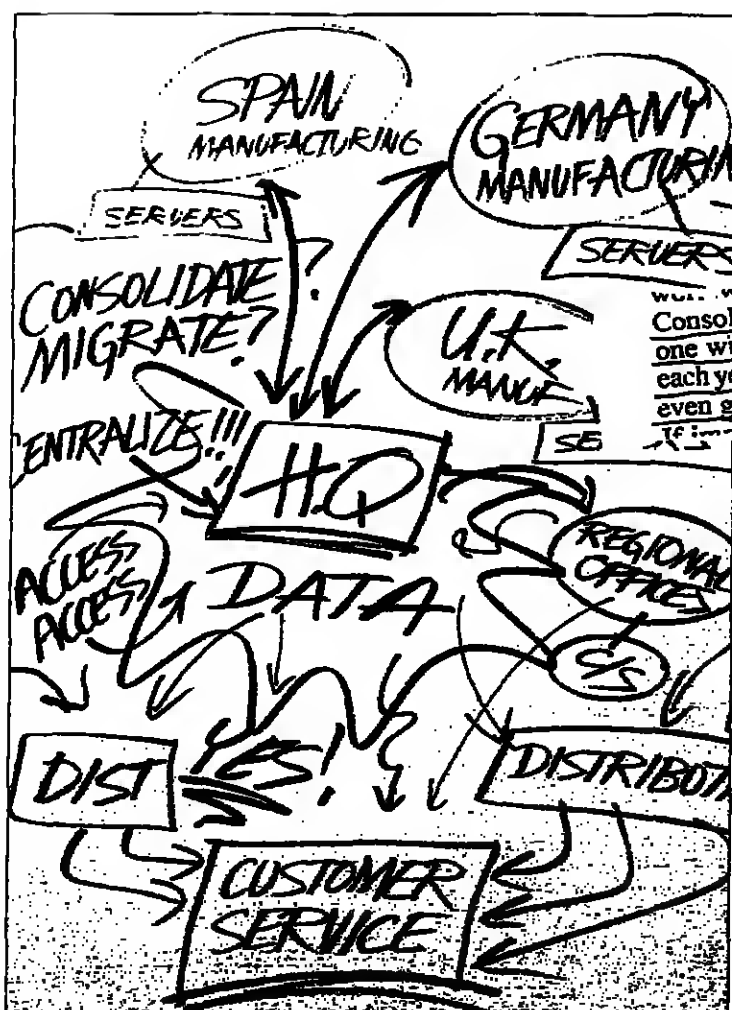 SPAIN
MANUFACTURING
GERMANY
MANUFACTURIN
SERVERS
SERVERS
CONSOLIDATE?
MIGRATE?
U.K.
MANUF
Consol
one wi
each ye
even g
CENTRALIZE!!!
SE
H.Q
REGIONAL
OFFICES
ACCESS
ACCESS
DATA
C/S
DIST
YES!
DISTRIBUTI
CUSTOMER
SERVICE